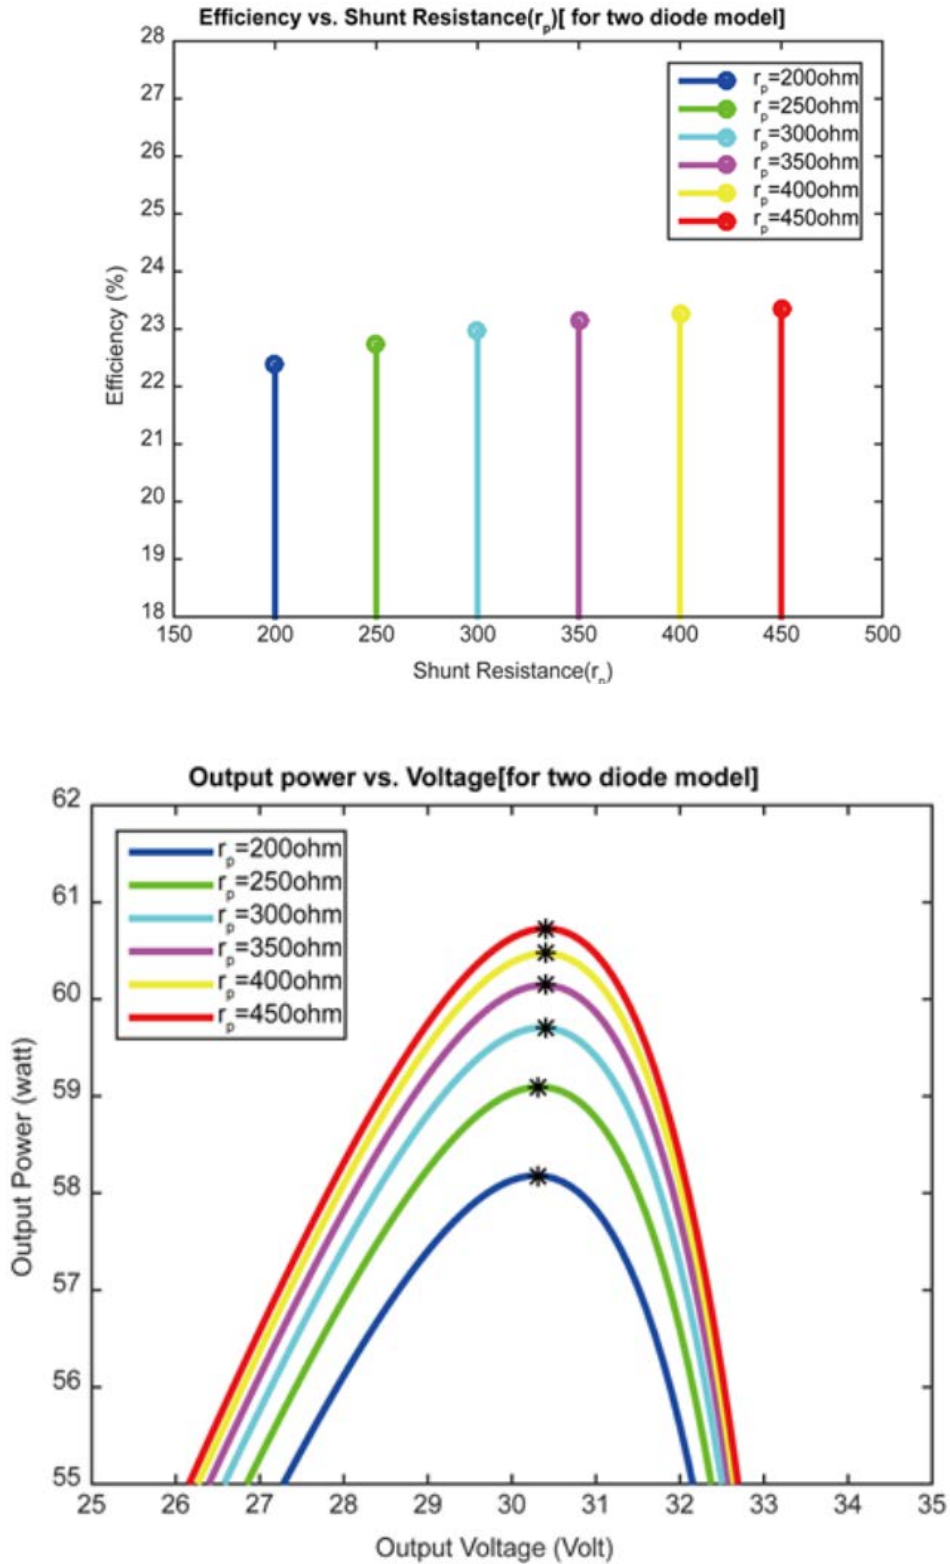 Efficiency vs. Shunt Resistance(rp)[ for two diode model]
28
27
26
25
24
23
22
21
20
19
18
Efficiency (%)
rp=200ohm
rp=250ohm
rp=300ohm
rp=350ohm
rp=400ohm
rp=450ohm
150 200 250 300 350 400 450 500
Shunt Resistance(rp)
Output power vs. Voltage[for two diode model]
62
61
60
59
58
57
56
55
Output Power (watt)
rp=200ohm
rp=250ohm
rp=300ohm
rp=350ohm
rp=400ohm
rp=450ohm
25 26 27 28 29 30 31 32 33 34 35
Output Voltage (Volt)